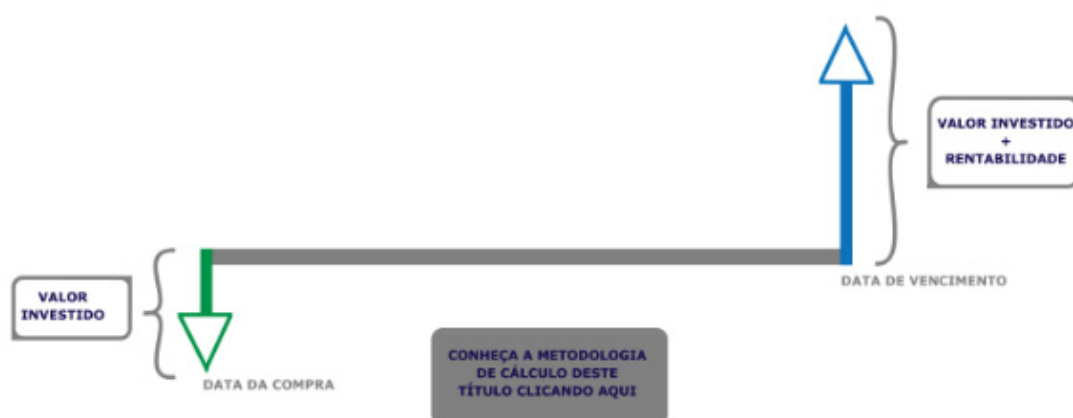 VALOR INVESTIDO
+
RENTABILIDADE
DATA DE VENCIMENTO
VALOR
INVESTIDO
DATA DA COMPRA
CONHEÇA A METODOLOGIA
DE CÁLCULO DESTE
TÍTULO CLICANDO AQUI